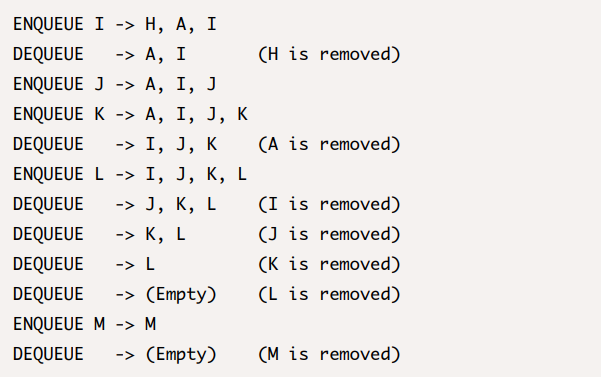 ENQUEUE I -> H, A, I
DEQUEUE   -> A, I       (H is removed)
ENQUEUE J -> A, I, J
ENQUEUE K -> A, I, J, K
DEQUEUE   -> I, J, K    (A is removed)
ENQUEUE L -> I, J, K, L
DEQUEUE   -> J, K, L    (I is removed)
DEQUEUE   -> K, L       (J is removed)
DEQUEUE   -> L          (K is removed)
DEQUEUE   -> (Empty)    (L is removed)
ENQUEUE M -> M
DEQUEUE   -> (Empty)    (M is removed)